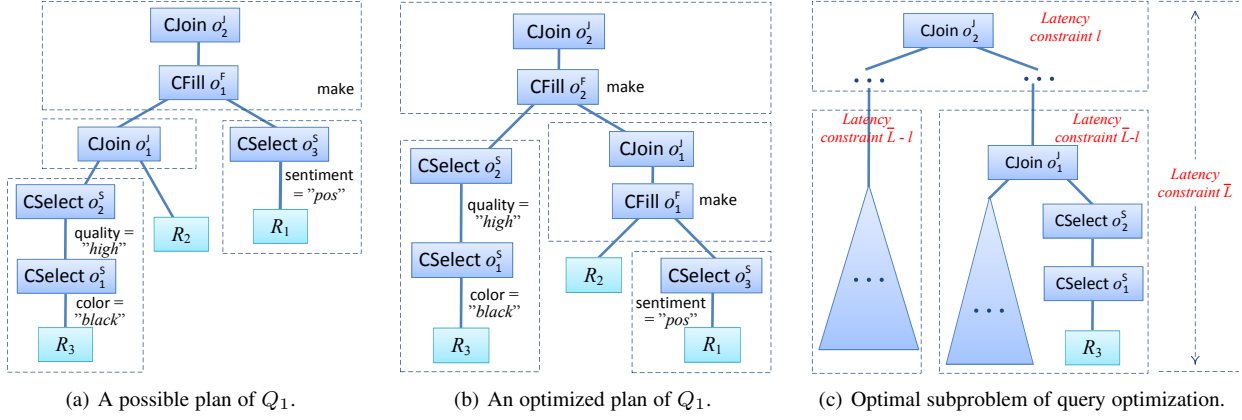 CJoin o₂ᴶ
CFill o₁ꟳ
make
CJoin o₁ᴶ
CSelect o₃ˢ
sentiment
= ”pos”
CSelect o₂ˢ
quality =
”high”
R₂
R₁
CSelect o₁ˢ
color =
”black”
R₃
(a) A possible plan of Q₁.
CJoin o₂ᴶ
CFill o₂ꟳ
make
CJoin o₁ᴶ
CSelect o₂ˢ
quality =
”high”
CFill o₁ꟳ
make
CSelect o₁ˢ
color =
”black”
R₂
CSelect o₃ˢ
sentiment
=”pos”
R₃
R₁
(b) An optimized plan of Q₁.
CJoin o₂ᴶ
Latency
constraint l
• • •
• • •
Latency
constraint L̄ - l
Latency
constraint L̄-l
CJoin o₁ᴶ
Latency
constraint L̄
CSelect o₂ˢ
CSelect o₁ˢ
• • •
• • •
R₃
(c) Optimal subproblem of query optimization.